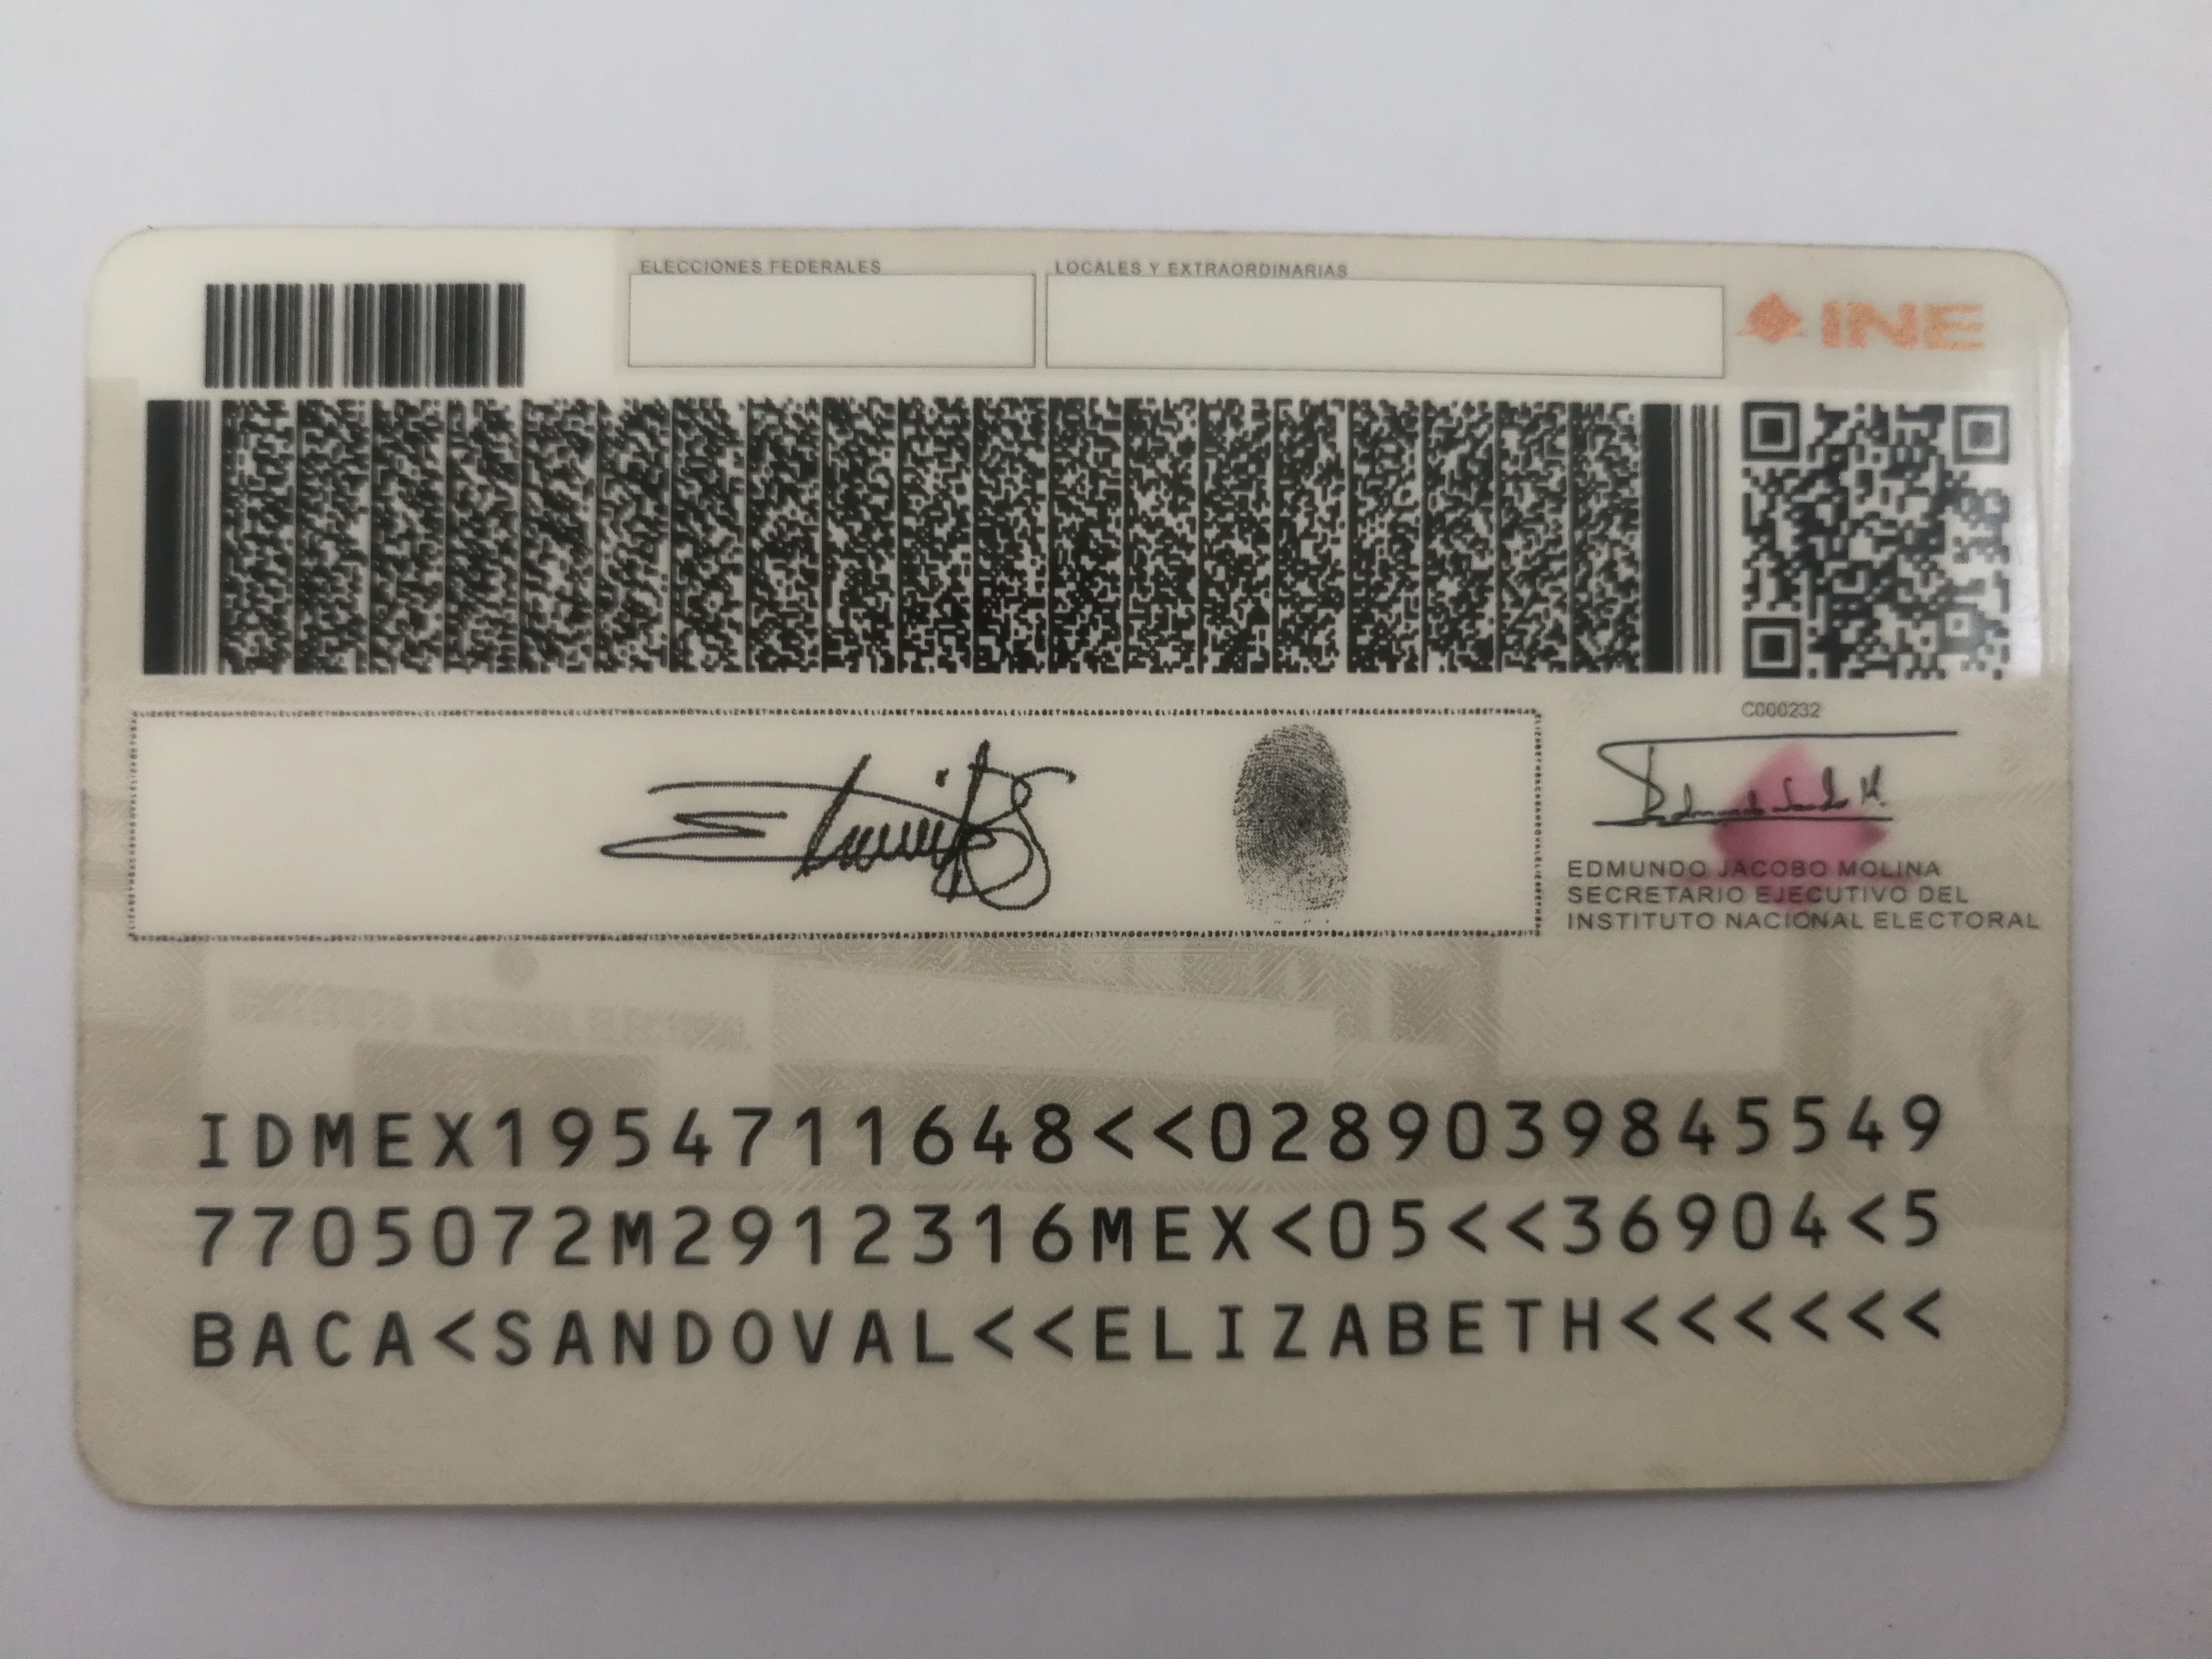 ELECCIONES FEDERALES
LOCALES Y EXTRAORDINARIAS
INE
C000232
EDMUNDO JACOBO MOLINA
SECRETARIO EJECUTIVO DEL
INSTITUTO NACIONAL ELECTORAL
IDMEX1954711648<<0289039845549
7705072M2912316MEX<05<<36904<5
BACA<SANDOVAL<<ELIZABETH<<<<<<